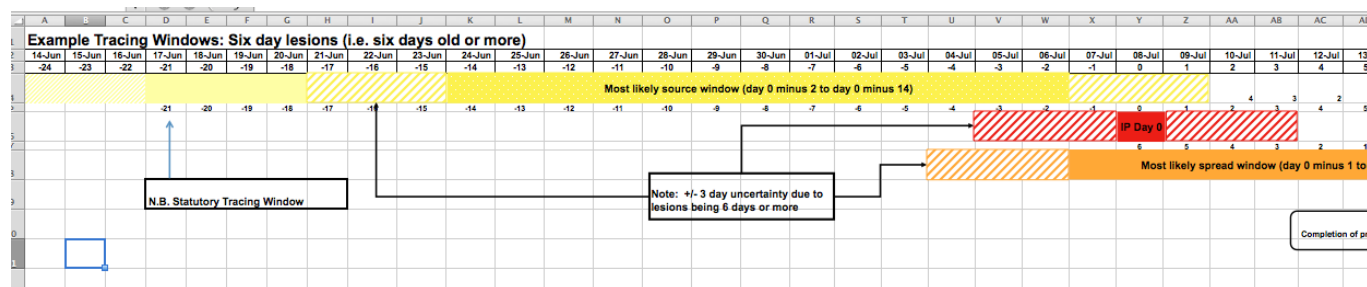 A B C D E F G H I J K L M N O P Q R S T U V W X Y Z AA AB AC
Example Tracing Windows: Six day lesions (i.e. six days old or more)
14-Jun 15-Jun 16-Jun 17-Jun 18-Jun 19-Jun 20-Jun 21-Jun 22-Jun 23-Jun 24-Jun 25-Jun 26-Jun 27-Jun 28-Jun 29-Jun 30-Jun 01-Jul 02-Jul 03-Jul 04-Jul 05-Jul 06-Jul 07-Jul 08-Jul 09-Jul 10-Jul 11-Jul 12-Jul
-24 -23 -22 -21 -20 -19 -18 -17 -16 -15 -14 -13 -12 -11 -10 -9 -8 -7 -6 -5 -4 -3 -2 -1 0 1 2 3 4 5
Most likely source window (day 0 minus 2 to day 0 minus 14)
4 3 2
-21 -20 -19 -18 -17 -16 -15 -14 -13 -12 -11 -10 -9 -8 -7 -6 -5 -4 -3 -2 -1 0 1 2 3 4 5
IP Day 0
6 5 4 3 2 1
Most likely spread window (day 0 minus 1 to
Note: +/- 3 day uncertainty due to
lesions being 6 days or more
N.B. Statutory Tracing Window
Completion of